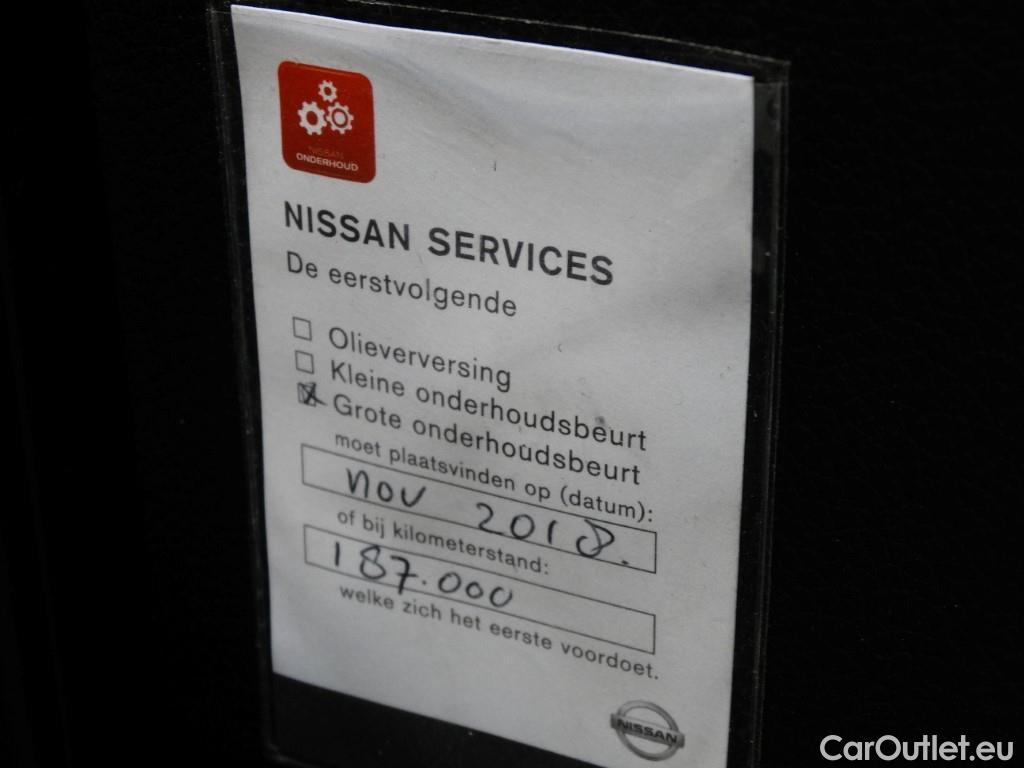 NISSAN
ONDERHOUD
NISSAN SERVICES
De eerstvolgende
Olieverversing
Kleine onderhoudsbeurt
Grote onderhoudsbeurt
moet plaatsvinden op (datum):
nov 2018.
of bij kilometerstand:
187.000
welke zich het eerste voordoet.
NISSAN
CarOutlet.eu